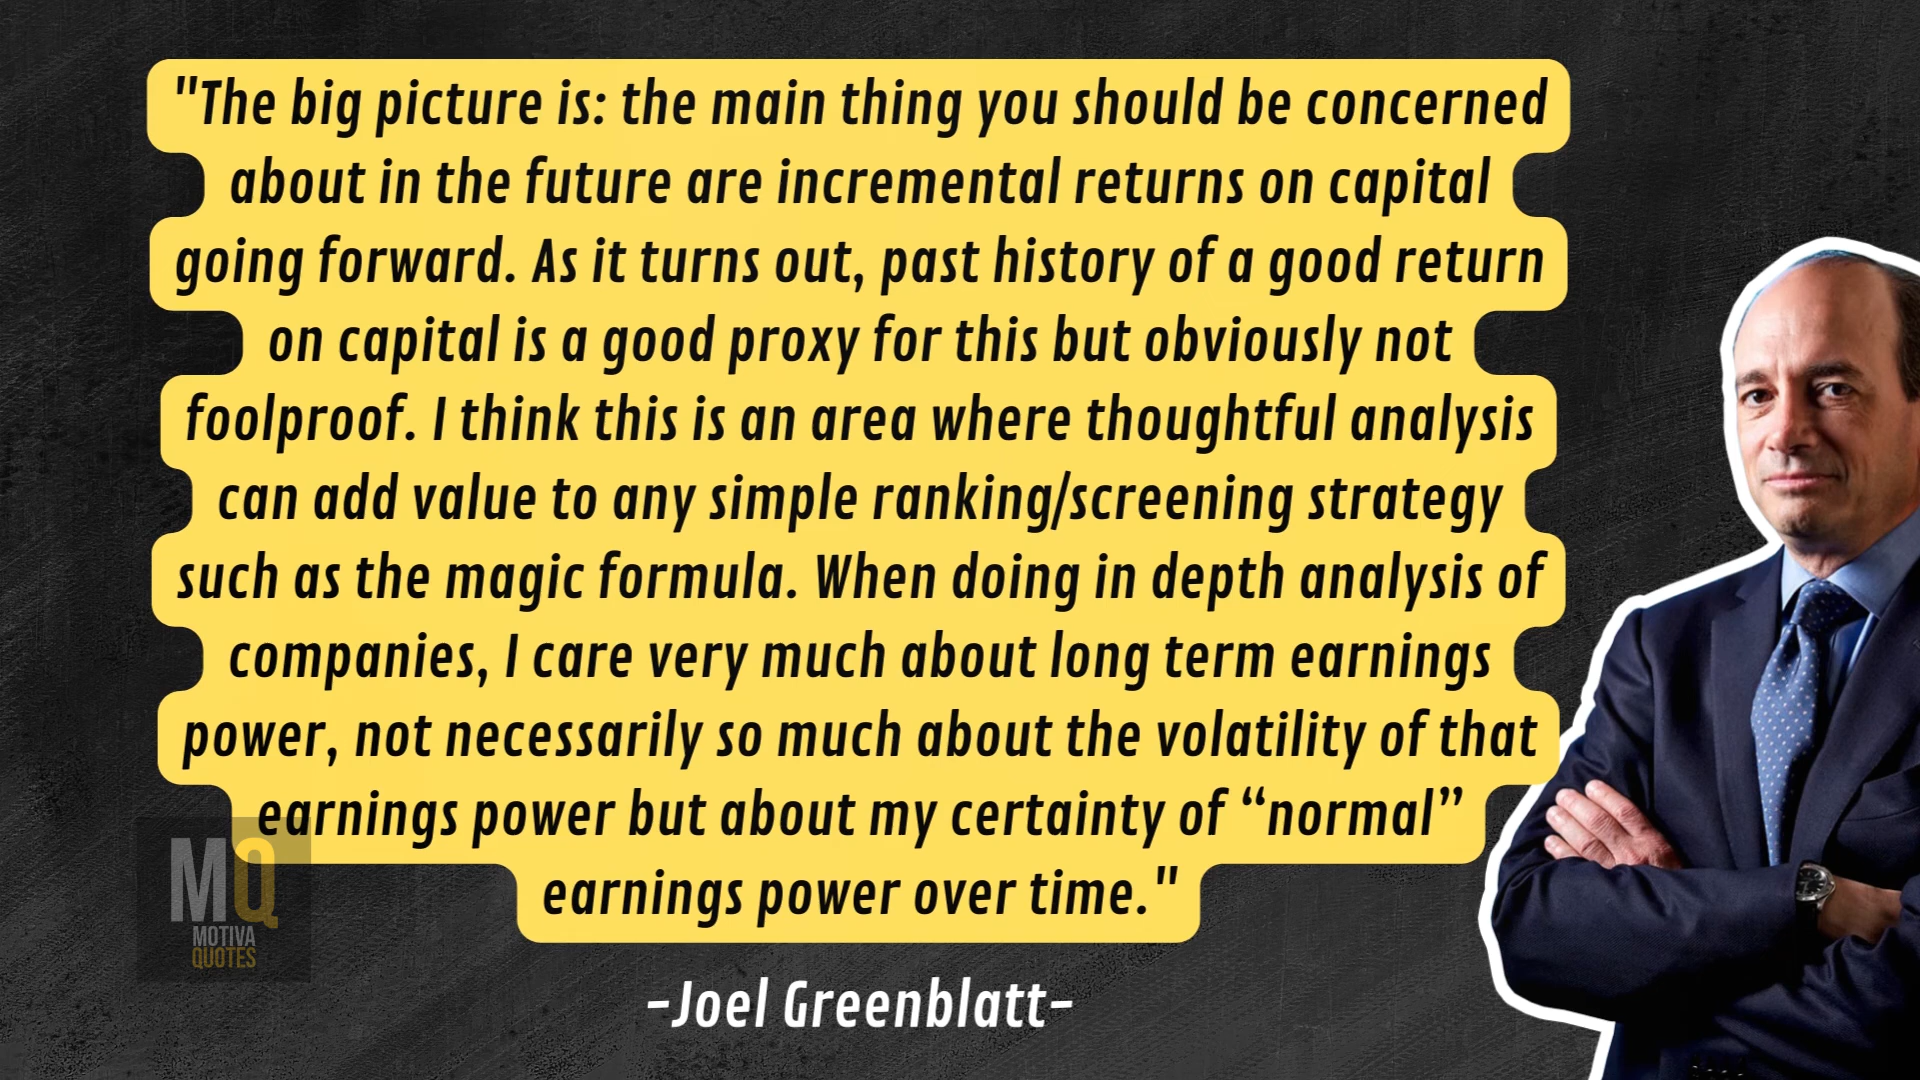 "The big picture is: the main thing you should be concerned
about in the future are incremental returns on capital
going forward. As it turns out, past history of a good return
on capital is a good proxy for this but obviously not
foolproof. I think this is an area where thoughtful analysis
can add value to any simple ranking/screening strategy
such as the magic formula. When doing in depth analysis of
companies, I care very much about long term earnings
power, not necessarily so much about the volatility of that
earnings power but about my certainty of “normal”
earnings power over time."
MQ
MOTIVA
QUOTES
-Joel Greenblatt-